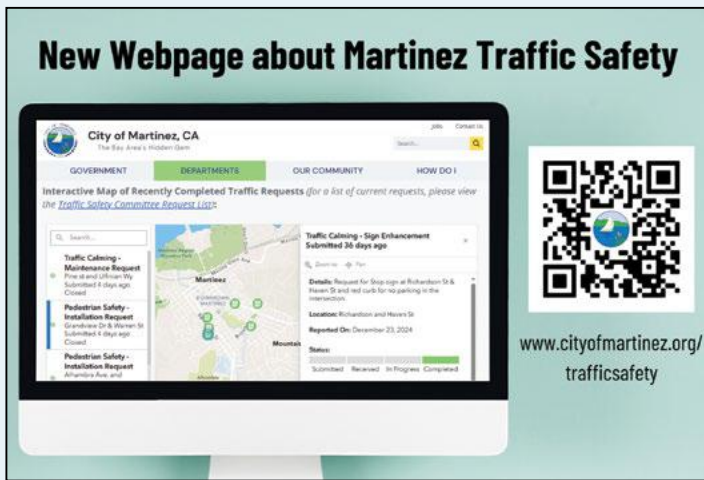 New Webpage about Martinez Traffic Safety
Jobs Contact Us
City of Martinez, CA
The Bay Area's Hidden Gem
Search...
GOVERNMENT DEPARTMENTS OUR COMMUNITY HOW DO I
Interactive Map of Recently Completed Traffic Requests (for a list of current requests, please view
the Traffic Safety Committee Request List):
Search...
Traffic Calming -
Maintenance Request
Pine st and Ulfinian Wy
Submitted 4 days ago
Closed
Pedestrian Safety -
Installation Request
Grandview Dr & Warren St
Submitted 4 days ago
Closed
Pedestrian Safety -
Installation Request
Alhambra Ave, and
Martinez
Mountain
Traffic Calming - Sign Enhancement
Submitted 36 days ago
Zoom to Pan
Details: Request for Stop sign at Richardson St &
Haven St and red curb for no parking in the
intersection.
Location: Richardson and Haven St
Reported On: December 23, 2024
Status:
Submitted Received In Progress Completed
www.cityofmartinez.org/
trafficsafety